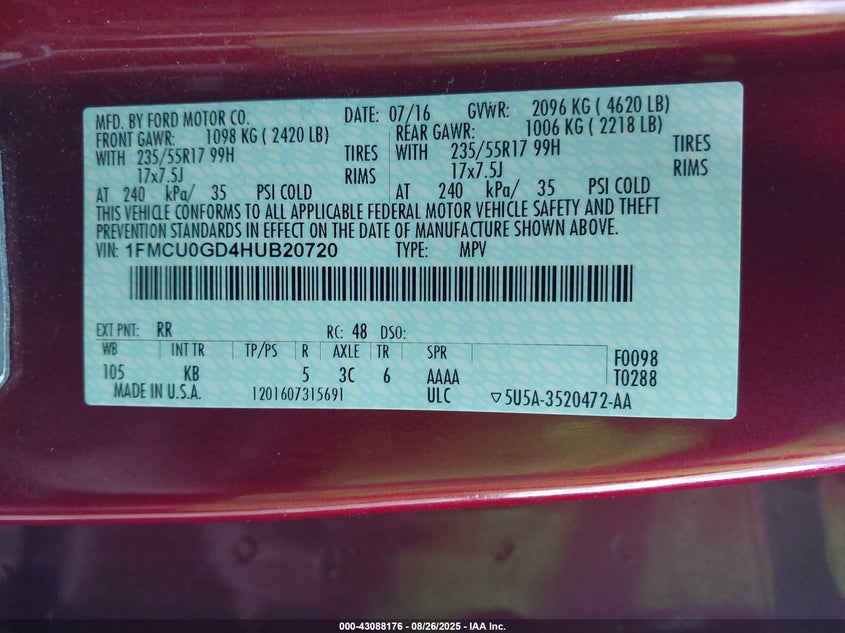 MFD. BY FORD MOTOR CO. DATE: 07/16 GVWR: 2096 KG ( 4620 LB)
FRONT GAWR: 1098 KG ( 2420 LB) REAR GAWR: 1006 KG ( 2218 LB)
WITH 235/55R17 99H TIRES WITH 235/55R17 99H TIRES
17x7.5J RIMS 17x7.5J RIMS
AT 240 kPa/ 35 PSI COLD AT 240 kPa/ 35 PSI COLD
THIS VEHICLE CONFORMS TO ALL APPLICABLE FEDERAL MOTOR VEHICLE SAFETY AND THEFT
PREVENTION STANDARDS IN EFFECT ON THE DATE OF MANUFACTURE SHOWN ABOVE.
VIN: 1FMCU0GD4HUB20720 TYPE: MPV
EXT PNT: RR RC: 48 DSO:
WB INT TR TP/PS R AXLE TR SPR F0098
105 KB 5 3C 6 AAAA T0288
MADE IN U.S.A. 1201607315691 ULC ▽5U5A-3520472-AA
000-43088176 - 08/26/2025 - IAA Inc.